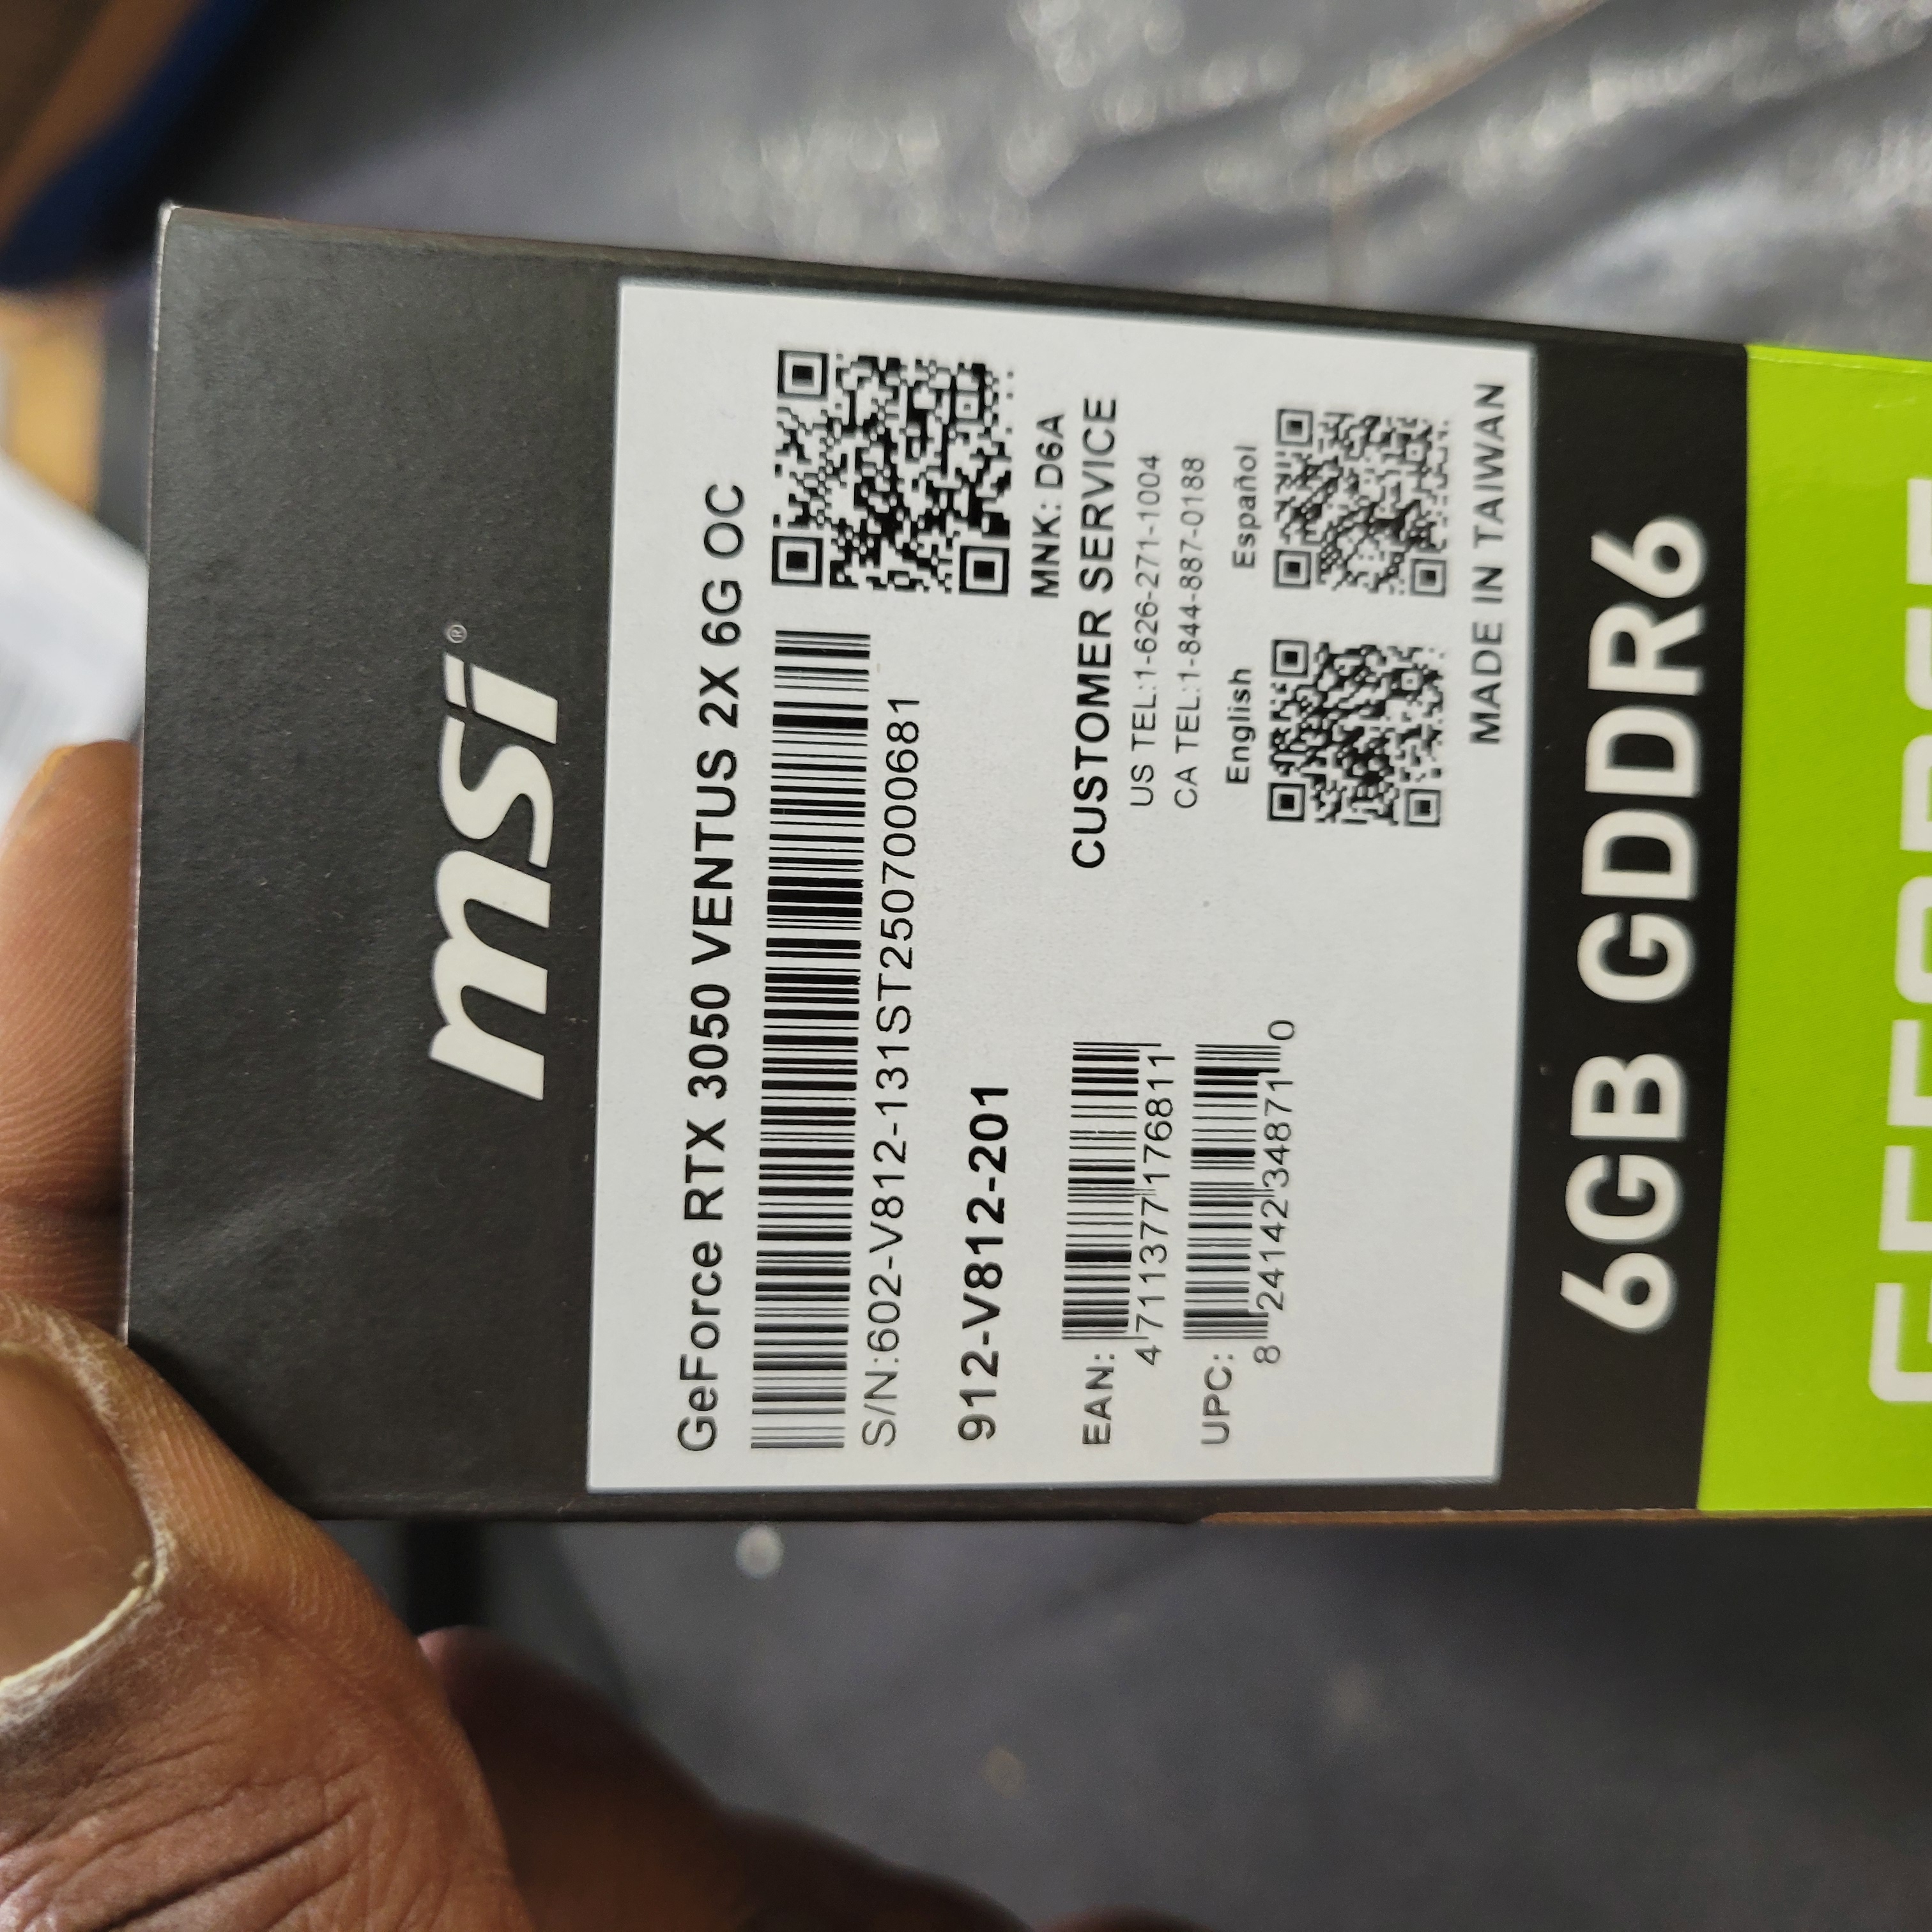 msi®
GeForce RTX 3050 VENTUS 2X 6G OC
S/N:602-V812-131ST2507000681
912-V812-201
MNK: D6A
CUSTOMER SERVICE
US TEL:1-626-271-1004
CA TEL:1-844-887-0188
English Español
EAN:
4 711377 176811
UPC:
8 24142 34871 0
MADE IN TAIWAN
6GB GDDR6